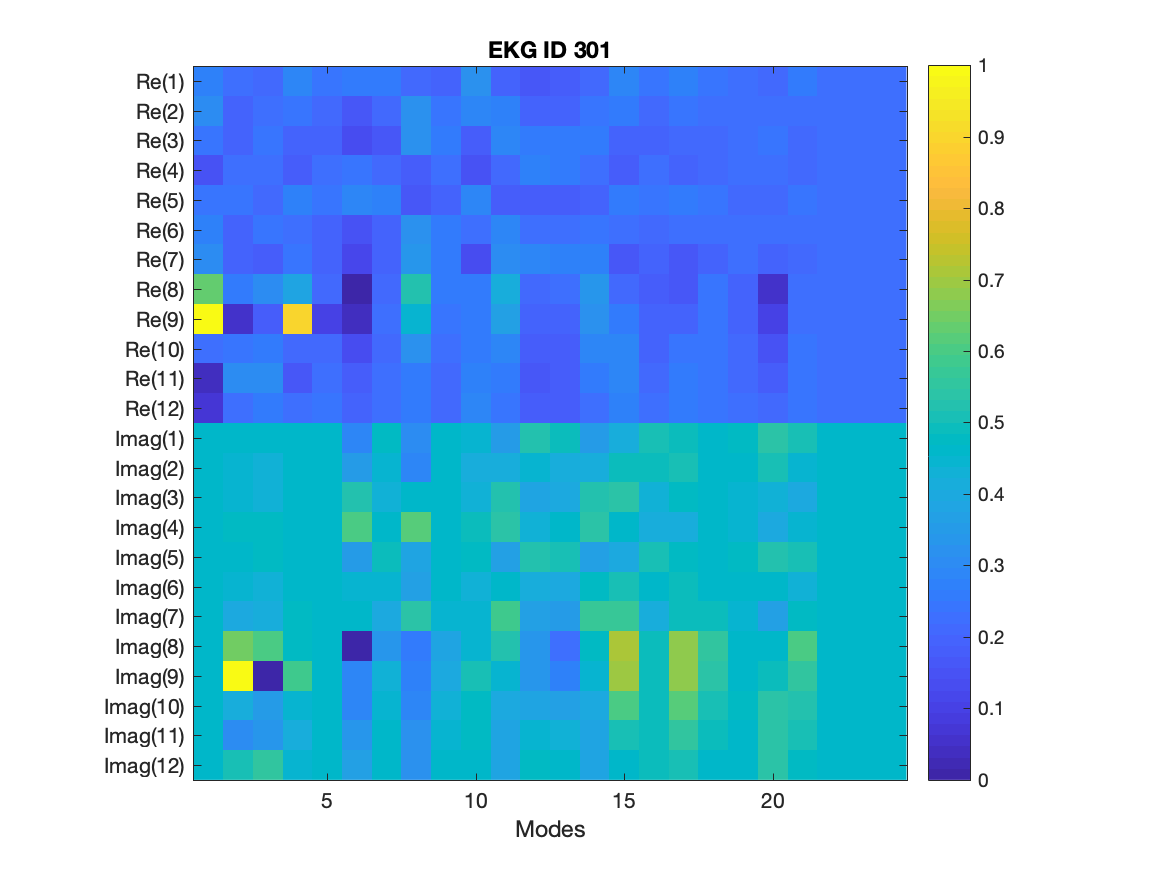 EKG ID 301
Re(1)
Re(2)
Re(3)
Re(4)
Re(5)
Re(6)
Re(7)
Re(8)
Re(9)
Re(10)
Re(11)
Re(12)
Imag(1)
Imag(2)
Imag(3)
Imag(4)
Imag(5)
Imag(6)
Imag(7)
Imag(8)
Imag(9)
Imag(10)
Imag(11)
Imag(12)
5 10 15 20
Modes
1
0.9
0.8
0.7
0.6
0.5
0.4
0.3
0.2
0.1
0